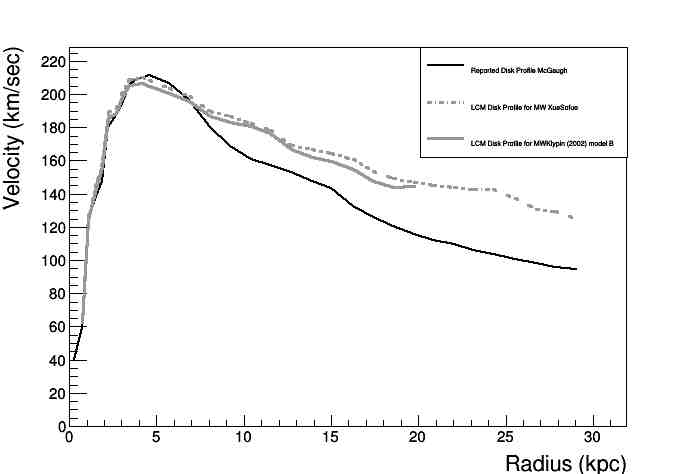 Velocity (km/sec)
220
200
180
160
140
120
100
80
60
40
20
0
0 5 10 15 20 25 30
Radius (kpc)
Reported Disk Profile McGaugh
LCM Disk Profile for MW XueSofue
LCM Disk Profile for MWKlypin (2002) model B